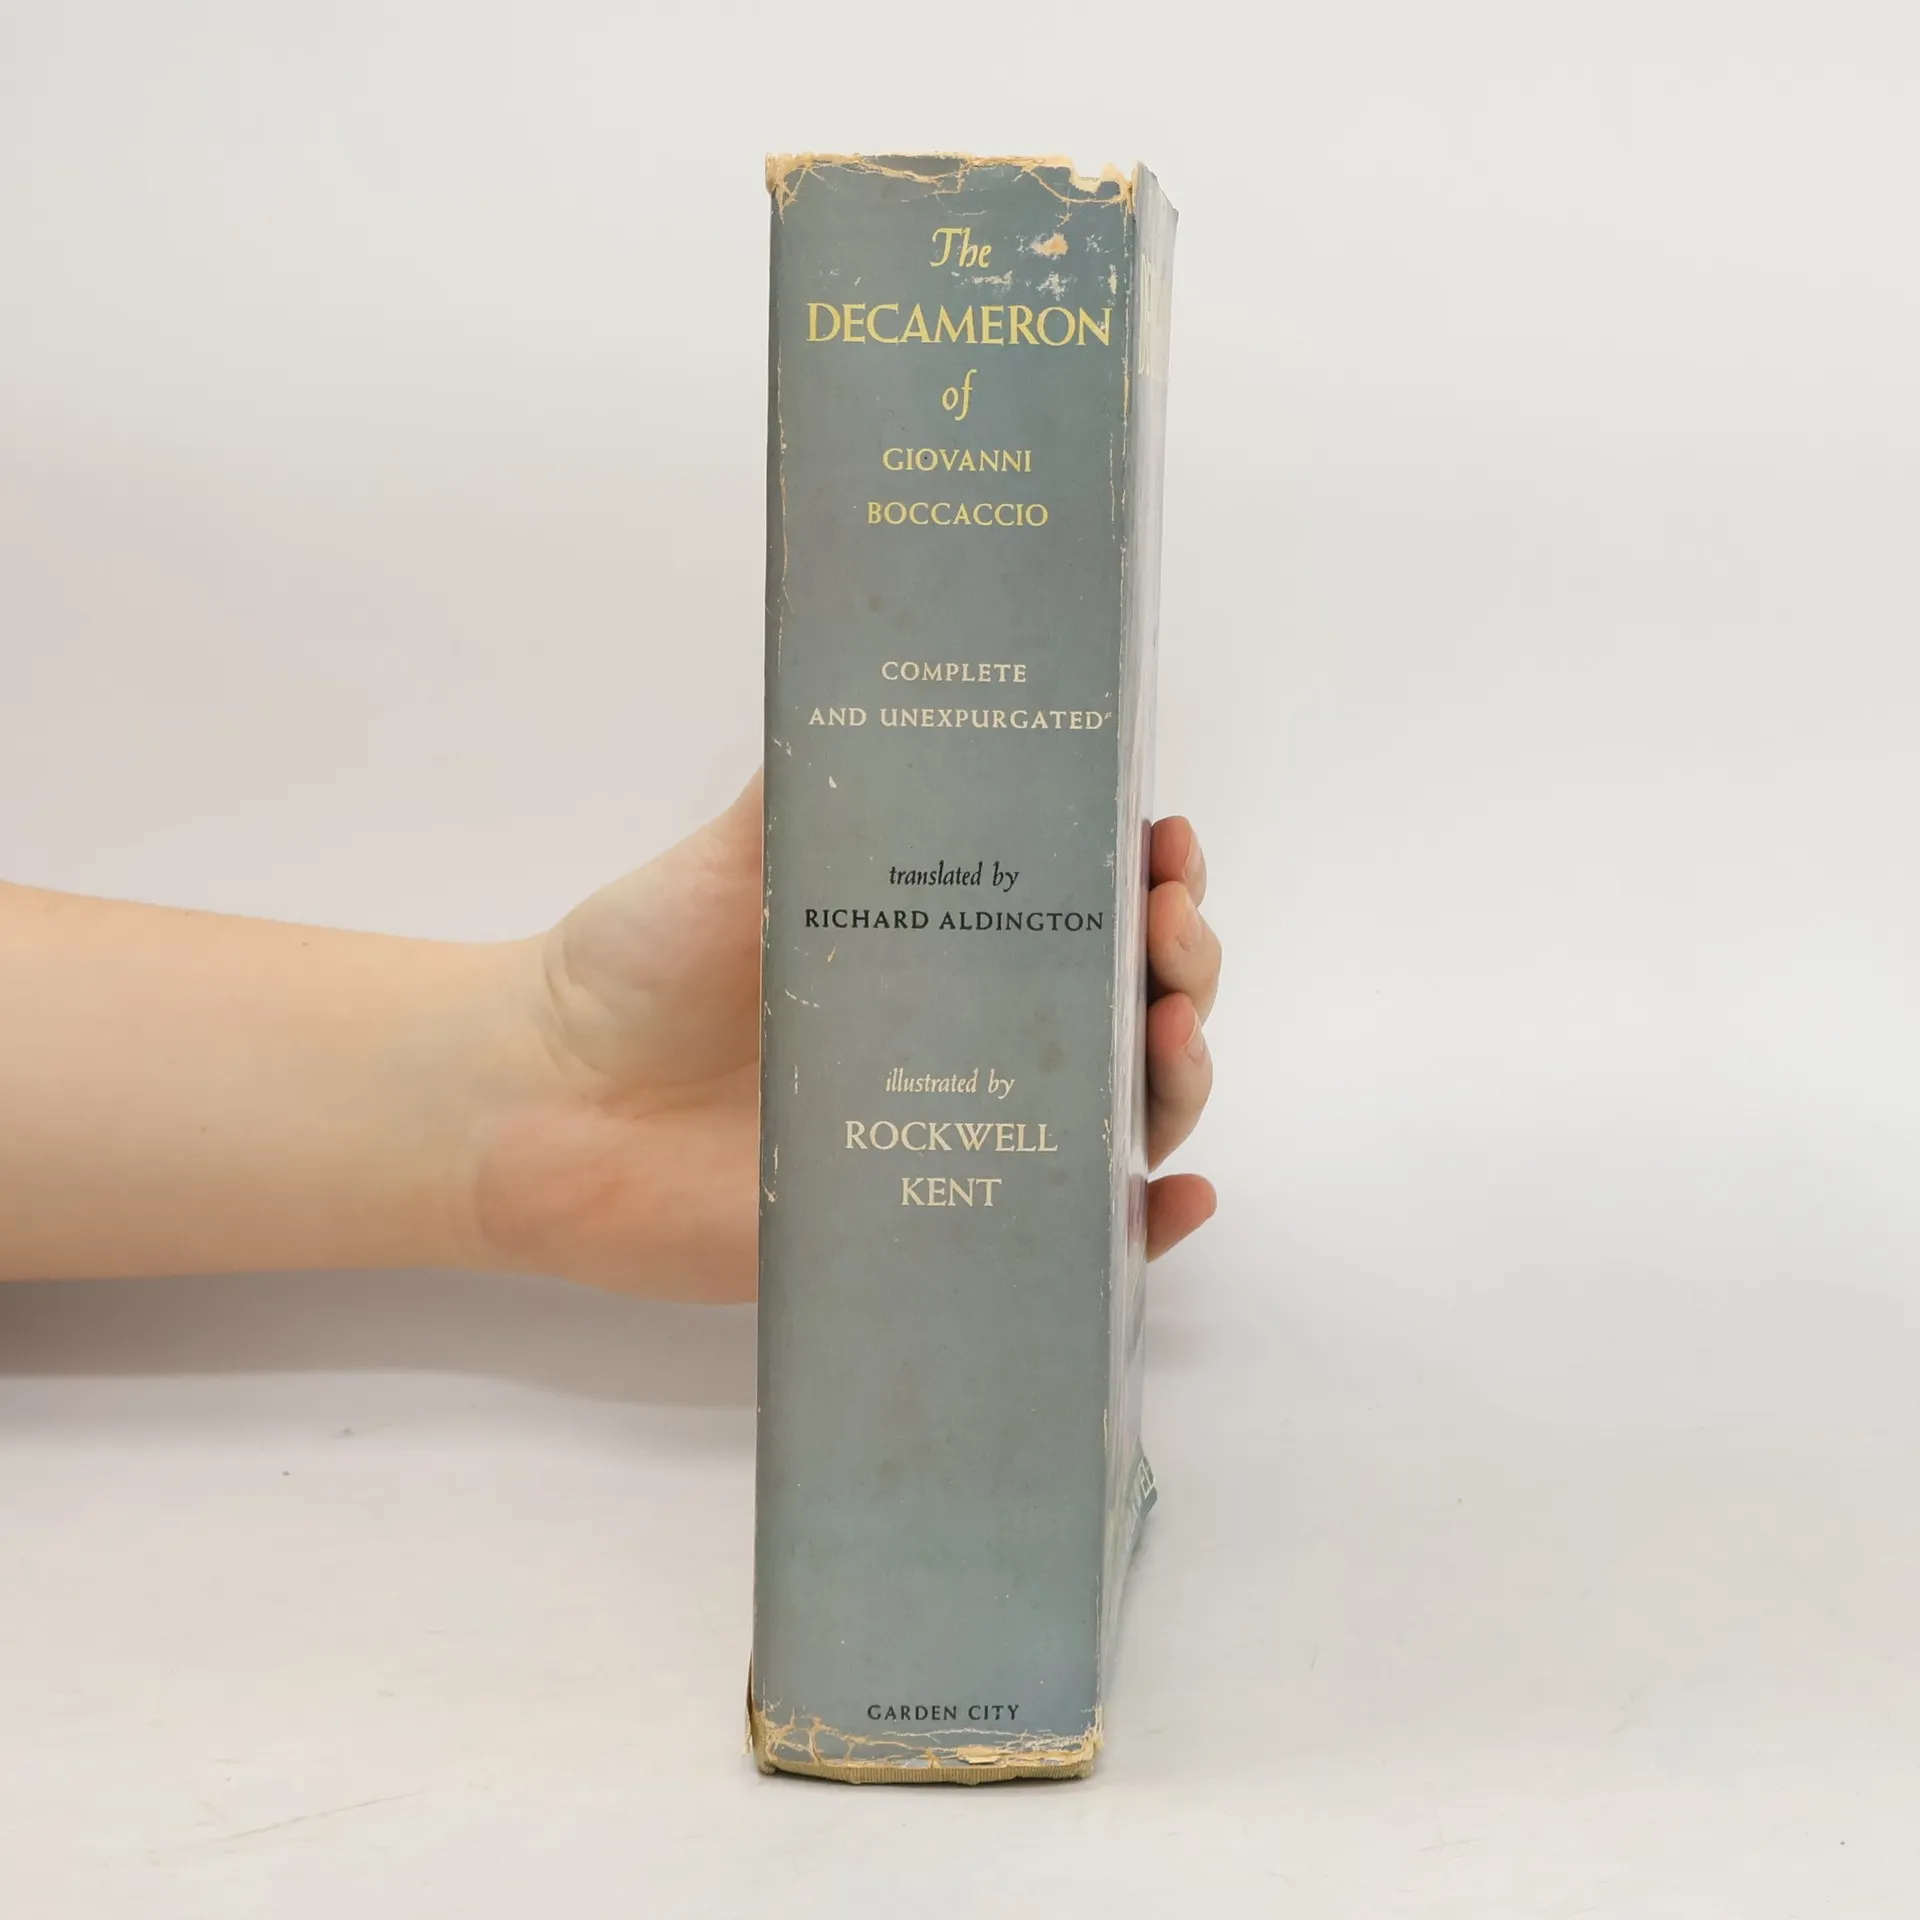 The
DECAMERON
of
GIOVANNI
BOCCACCIO
COMPLETE
AND UNEXPURGATED
translated by
RICHARD ALDINGTON
illustrated by
ROCKWELL
KENT
GARDEN CITY